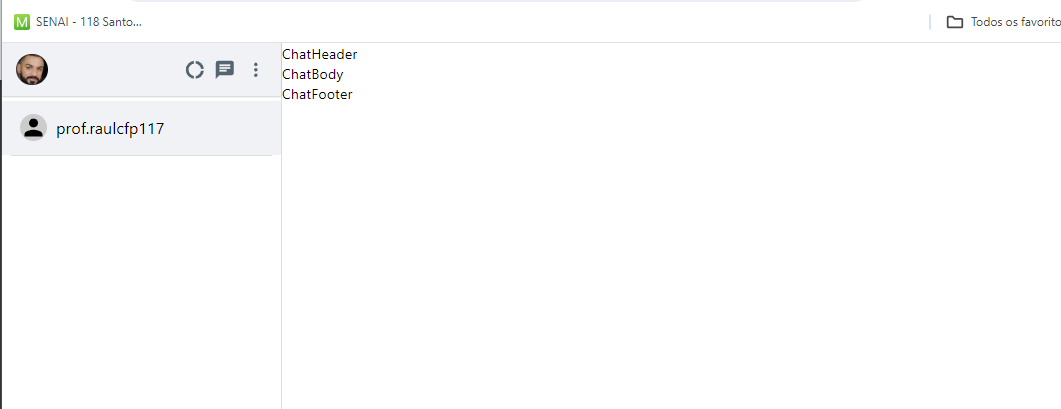 M SENAI - 118 Santo...
Todos os favorito
ChatHeader
ChatBody
ChatFooter
prof.raulcfp117